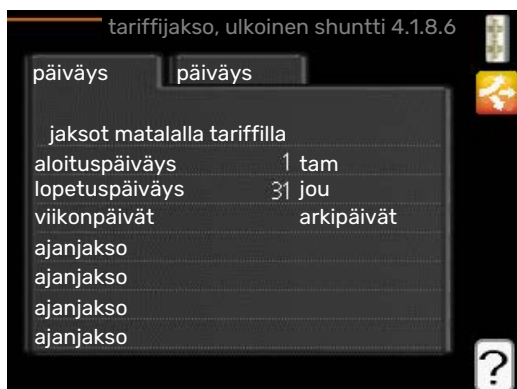 tariffijakso, ulkoinen shuntti 4.1.8.6
päiväys päiväys
jaksot matalalla tariffilla
aloituspäiväys 1 tam
lopetuspäiväys 31 jou
viikonpäivät arkipäivät
ajanjakso
ajanjakso
ajanjakso
ajanjakso
?